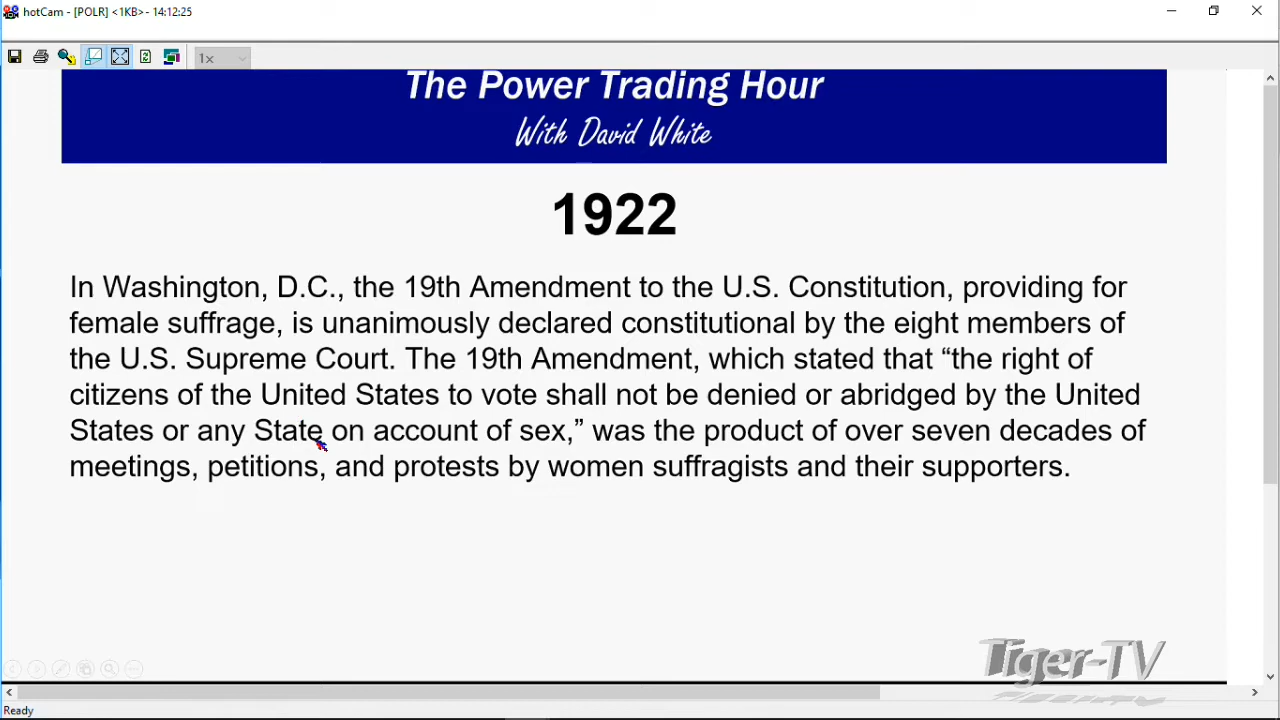 hotCam - [POLR] <1KB> - 14:12:25
1x
The Power Trading Hour
With David White
1922
In Washington, D.C., the 19th Amendment to the U.S. Constitution, providing for
female suffrage, is unanimously declared constitutional by the eight members of
the U.S. Supreme Court. The 19th Amendment, which stated that “the right of
citizens of the United States to vote shall not be denied or abridged by the United
States or any State on account of sex,” was the product of over seven decades of
meetings, petitions, and protests by women suffragists and their supporters.
Tiger-TV
Ready